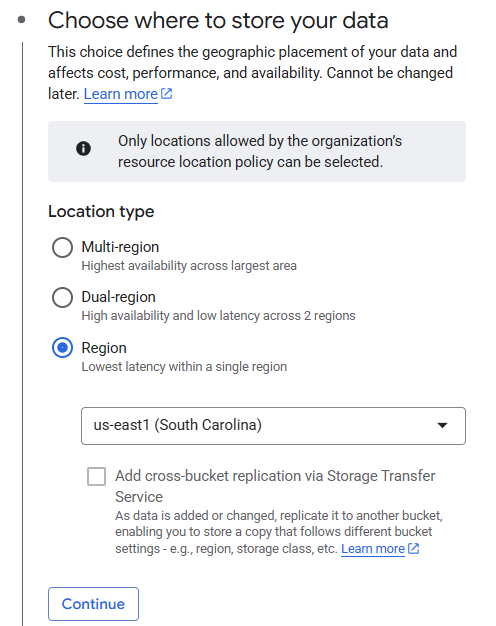 Choose where to store your data
This choice defines the geographic placement of your data and
affects cost, performance, and availability. Cannot be changed
later. Learn more
Only locations allowed by the organization's
resource location policy can be selected.
Location type
Multi-region
Highest availability across largest area
Dual-region
High availability and low latency across 2 regions
Region
Lowest latency within a single region
us-east1 (South Carolina)
Add cross-bucket replication via Storage Transfer
Service
As data is added or changed, replicate it to another bucket,
enabling you to store a copy that follows different bucket
settings - e.g., region, storage class, etc. Learn more
Continue